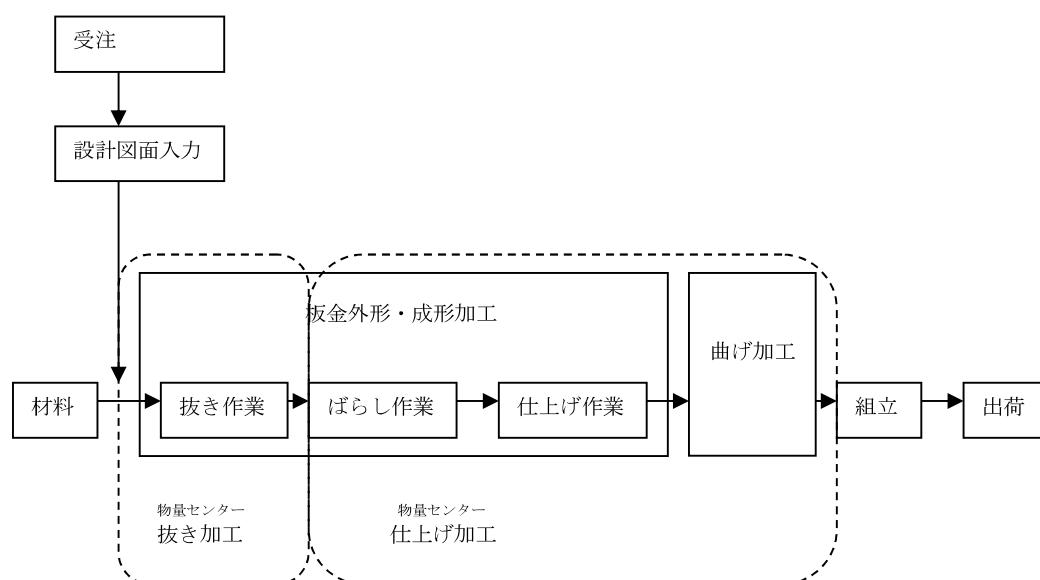 受注
設計図面入力
板金外形・成形加工
曲げ加工
材料
抜き作業
ばらし作業
仕上げ作業
組立
出荷
物量センター
抜き加工
物量センター
仕上げ加工